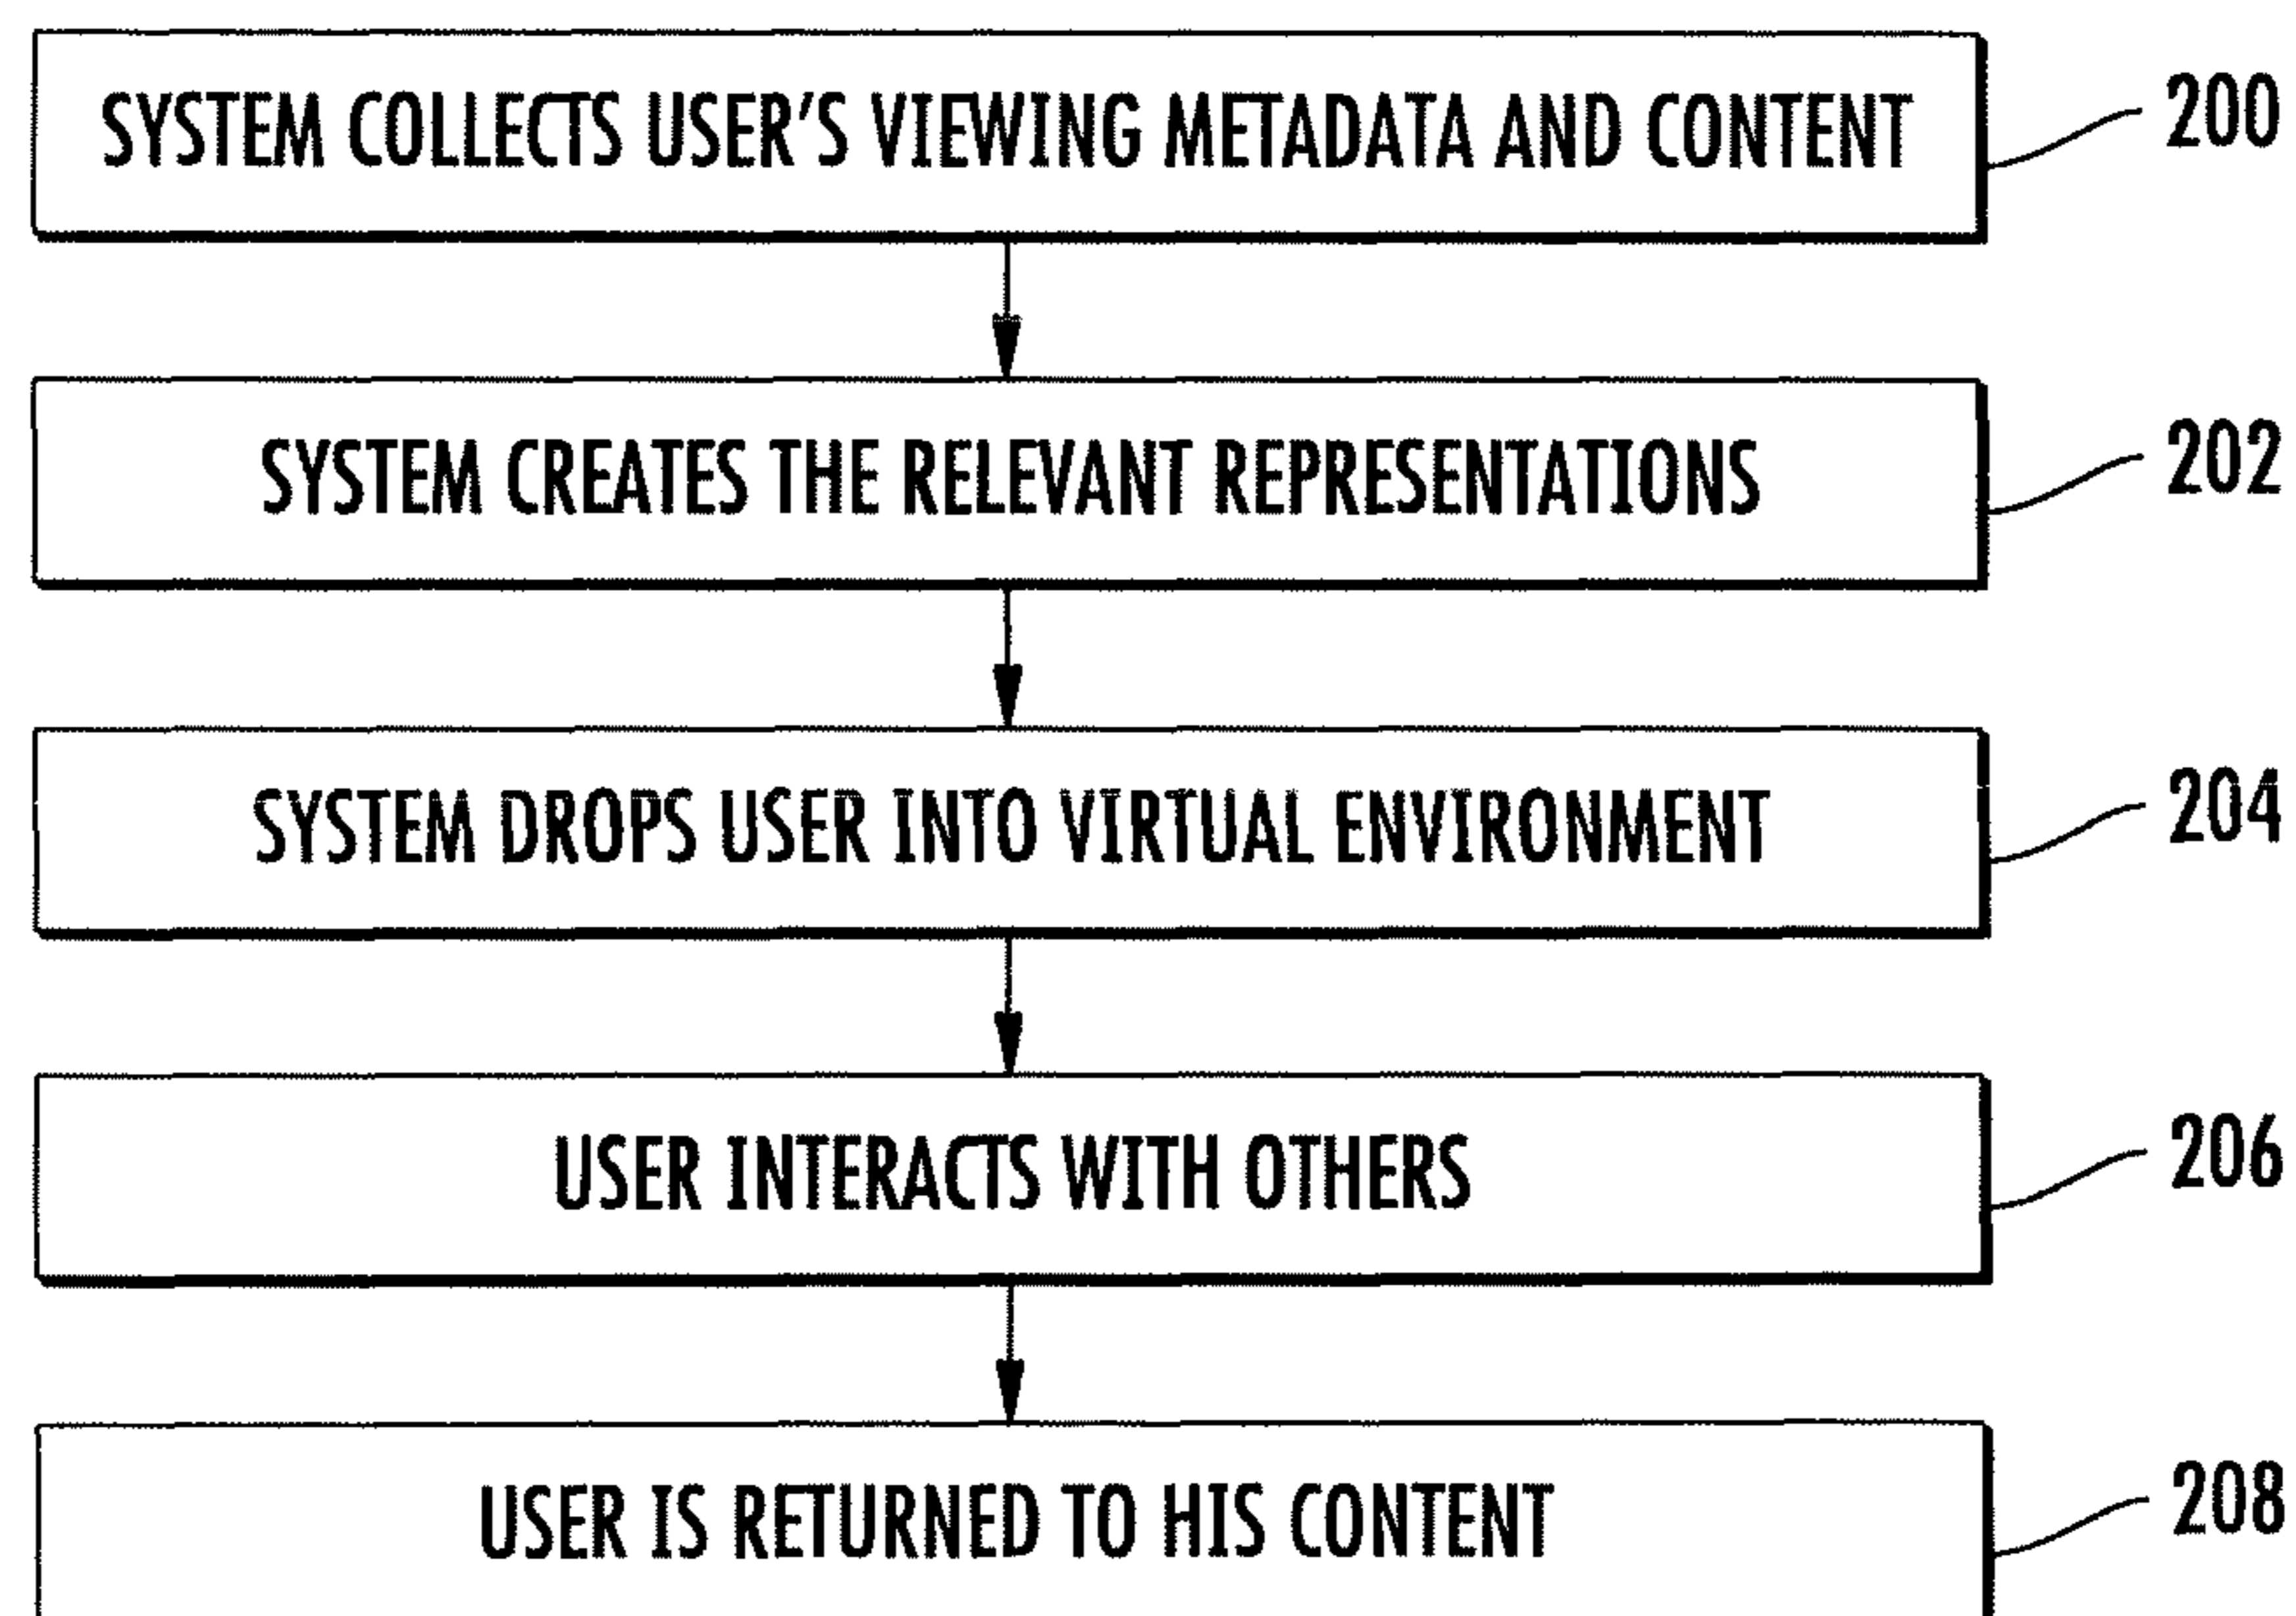 SYSTEM COLLECTS USER'S VIEWING METADATA AND CONTENT
200
SYSTEM CREATES THE RELEVANT REPRESENTATIONS
202
SYSTEM DROPS USER INTO VIRTUAL ENVIRONMENT
204
USER INTERACTS WITH OTHERS
206
USER IS RETURNED TO HIS CONTENT
208